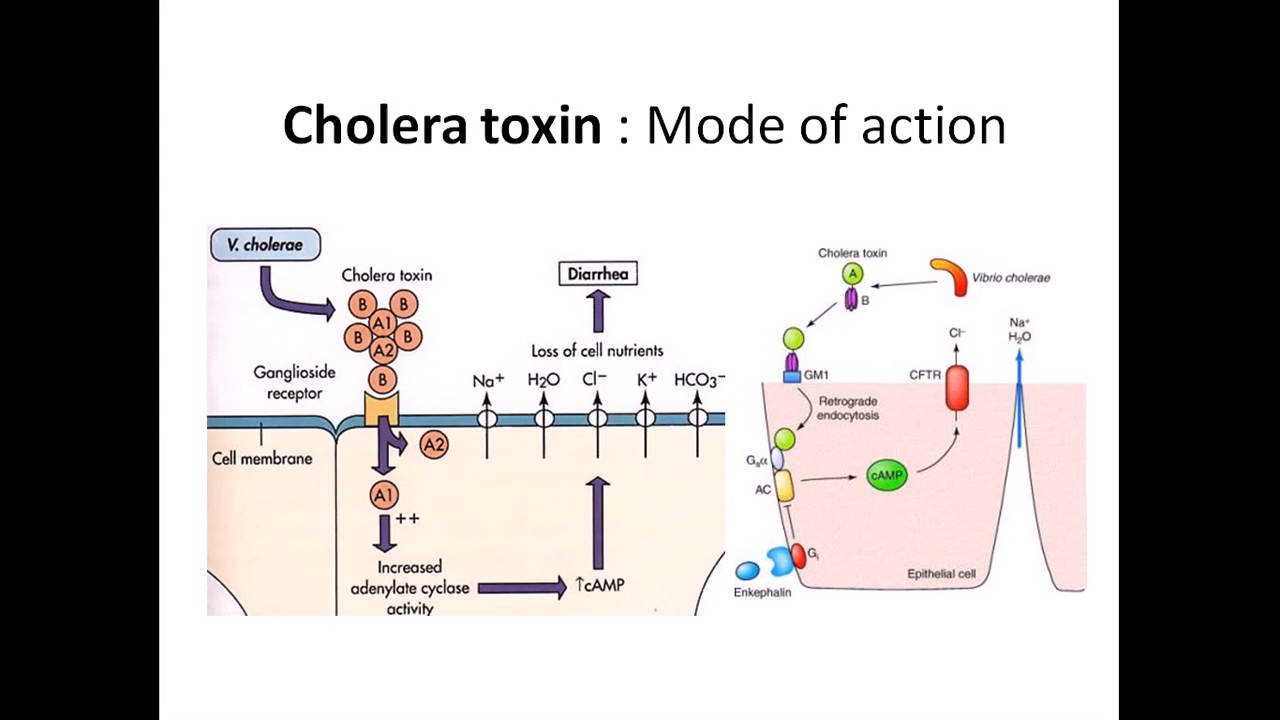 Cholera toxin : Mode of action
V. cholerae
Cholera toxin
B
B
A1
B
B
A2
B
Ganglioside
receptor
Cell membrane
A2
A1
++
Increased
adenylate cyclase
activity
↑cAMP
Diarrhea
Loss of cell nutrients
Na+ H2O Cl− K+ HCO3−
Cholera toxin
A
B
Vibrio cholerae
GM1
Retrograde
endocytosis
Gsα
AC
cAMP
CFTR
Cl−
Na+
H2O
Gi
Enkephalin
Epithelial cell